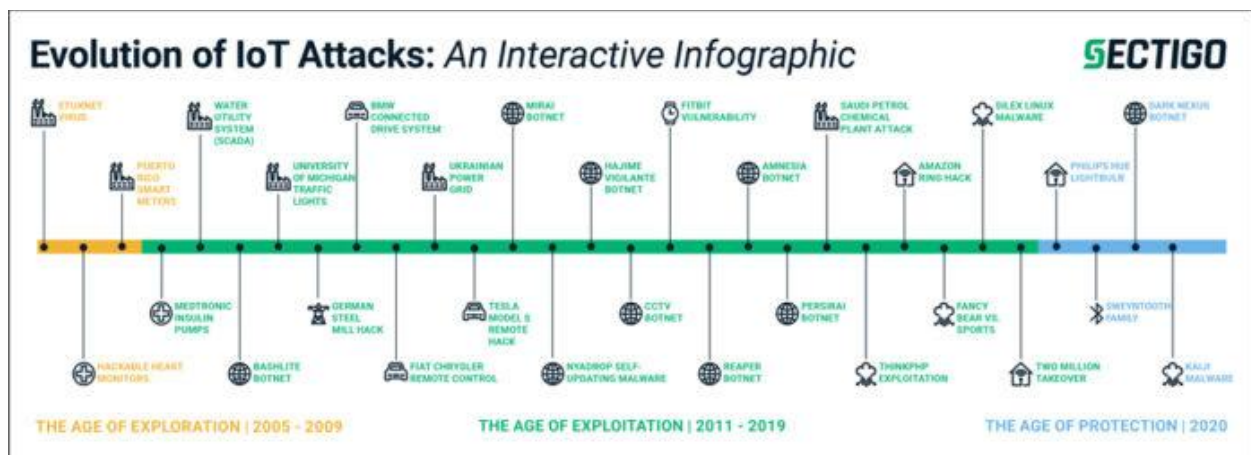 Evolution of IoT Attacks: An Interactive Infographic
SECTIGO
STUXNET
VIRUS
WATER
UTILITY
SYSTEM
(SCADA)
BMW
CONNECTED
DRIVE SYSTEM
MIRAI
BOTNET
FITBIT
VULNERABILITY
SAUDI PETROL
CHEMICAL
PLANT ATTACK
SILEX LINUX
MALWARE
DARK NEXUS
BOTNET
PUERTO
RICO
SMART
METERS
UNIVERSITY
OF MICHIGAN
TRAFFIC
LIGHTS
UKRAINIAN
POWER
GRID
HAJIME
VIGILANTE
BOTNET
AMNESIA
BOTNET
AMAZON
RING HACK
PHILIPS HUE
LIGHTBULB
MEDTRONIC
INSULIN
PUMPS
GERMAN
STEEL
MILL HACK
TESLA
MODEL S
REMOTE
HACK
CCTV
BOTNET
PERSIRAI
BOTNET
FANCY
BEAR VS.
SPORTS
SWEYNTOOTH
FAMILY
HACKABLE HEART
MONITORS
BASHLITE
BOTNET
FIAT CHRYSLER
REMOTE CONTROL
NYADROP SELF-
UPDATING MALWARE
REAPER
BOTNET
THINKPHP
EXPLOITATION
TWO MILLION
TAKEOVER
KAIJI
MALWARE
THE AGE OF EXPLORATION | 2005 - 2009
THE AGE OF EXPLOITATION | 2011 - 2019
THE AGE OF PROTECTION | 2020